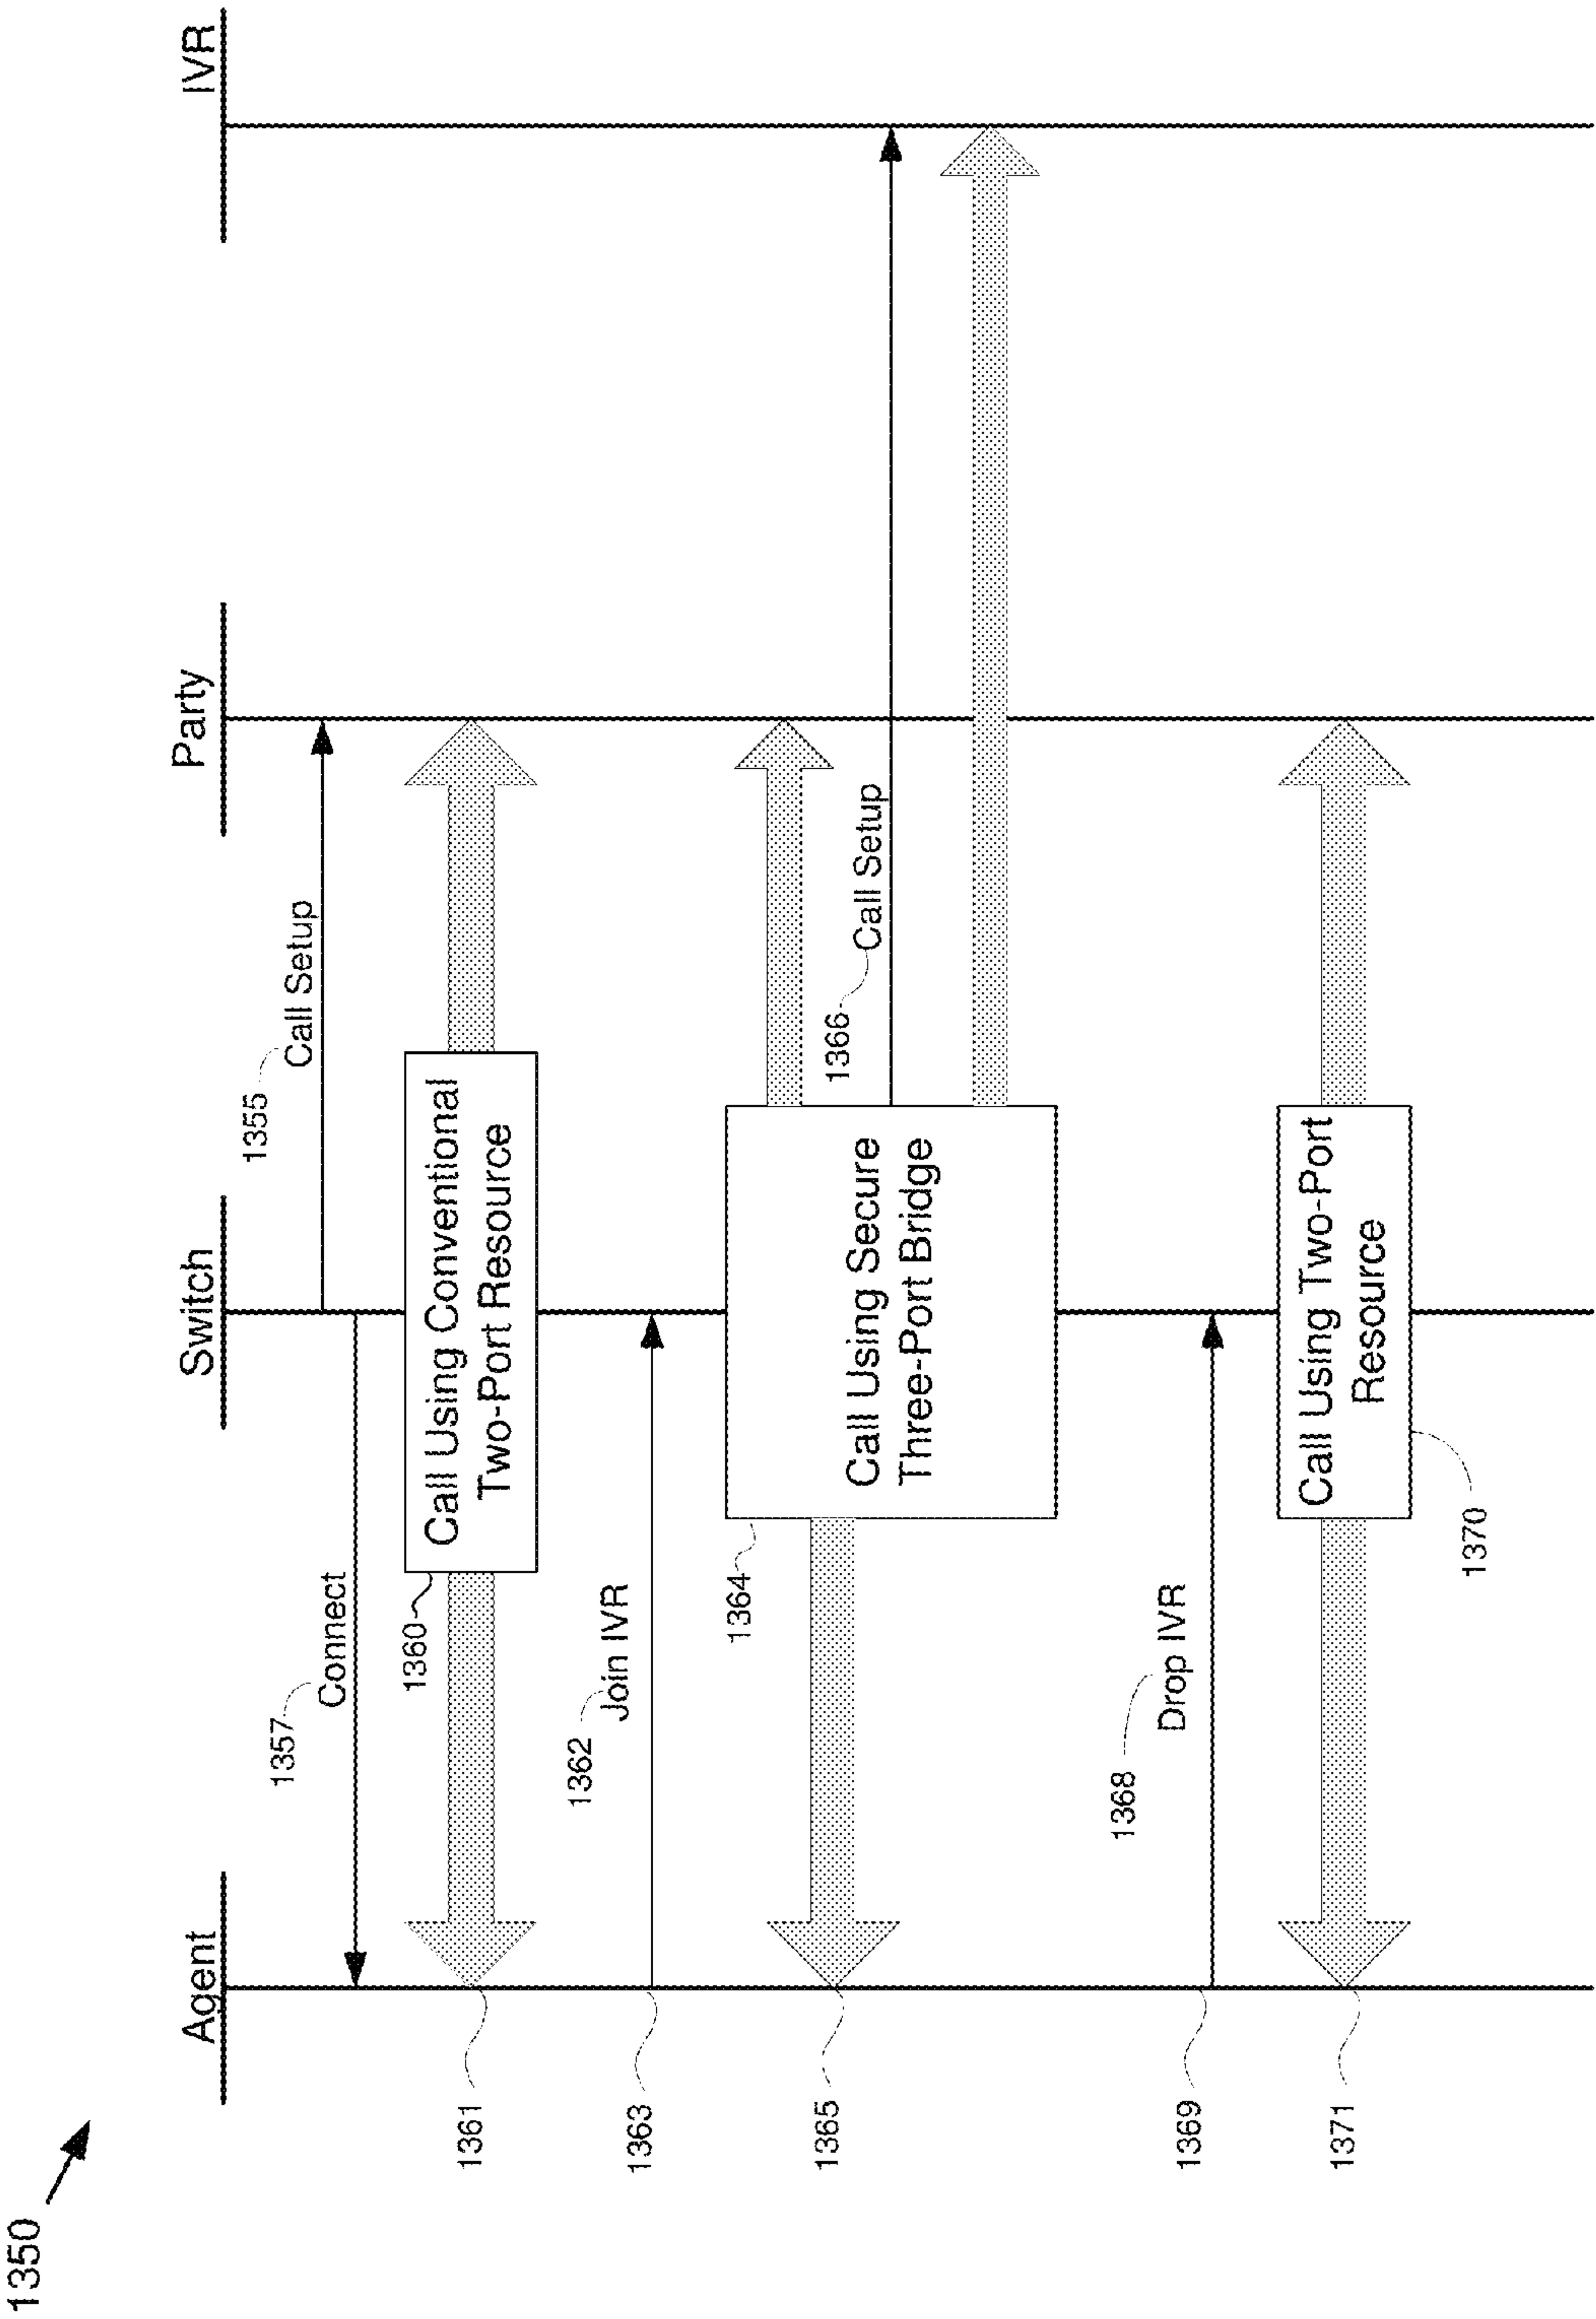 1350
Agent
Switch
Party
IVR
1355
Call Setup
1357
Connect
1360
Call Using Conventional
Two-Port Resource
1361
1362
Join IVR
1363
1364
Call Using Secure
Three-Port Bridge
1365
1366
Call Setup
1368
Drop IVR
1369
Call Using Two-Port
Resource
1370
1371